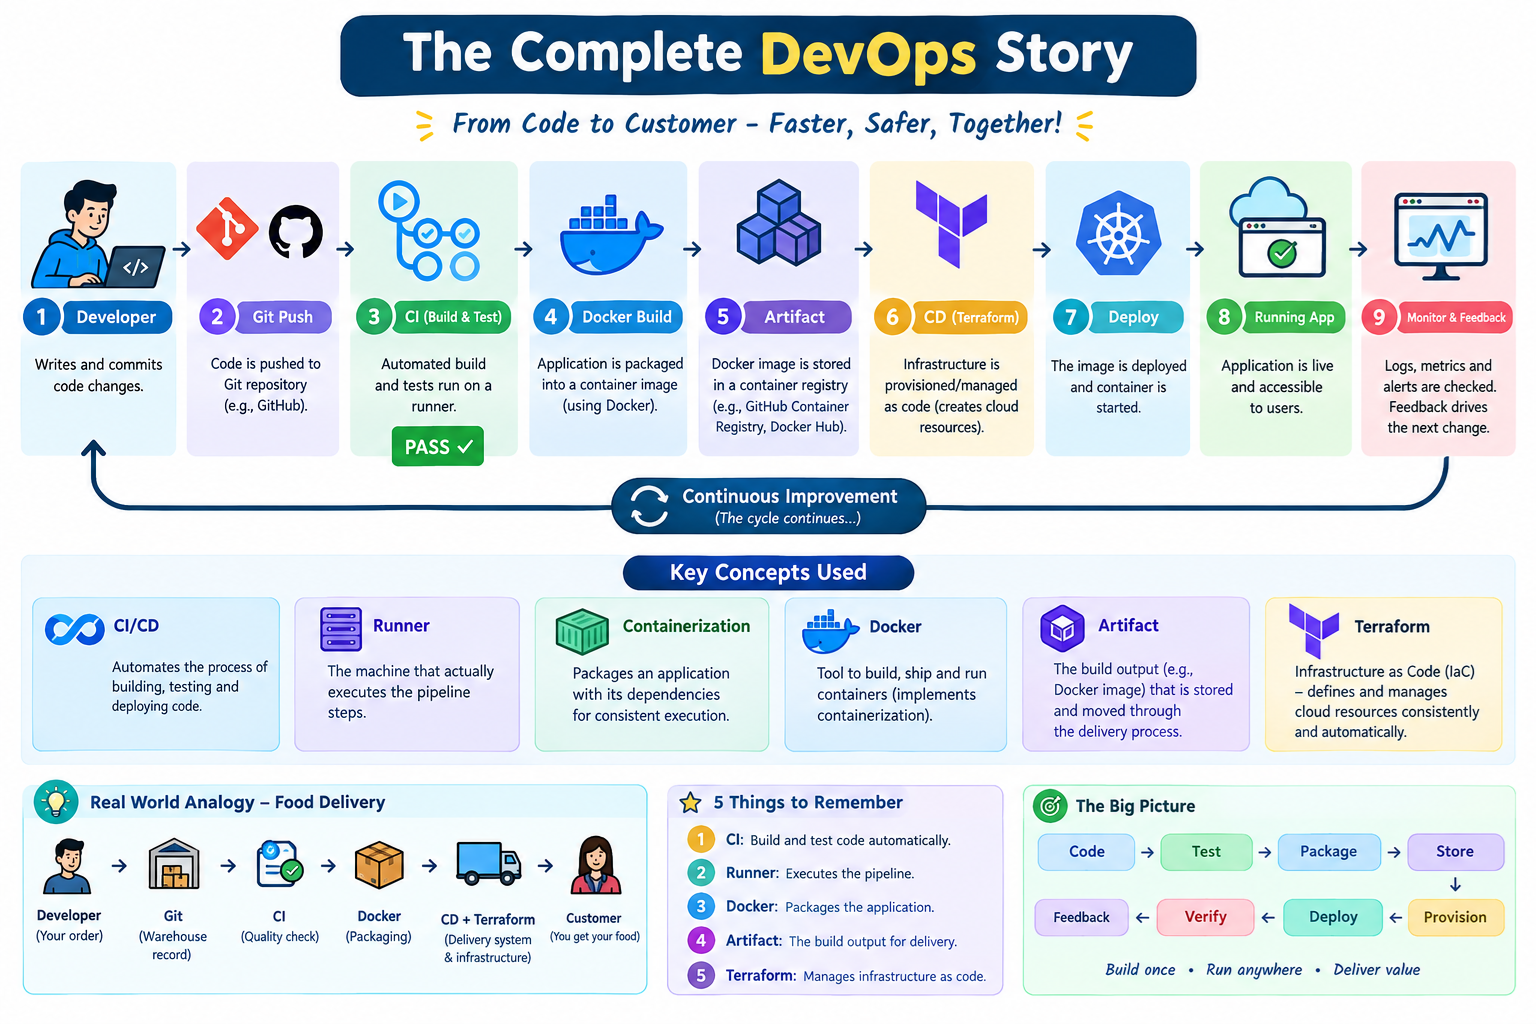 The Complete DevOps Story
From Code to Customer – Faster, Safer, Together!
</>
1 Developer
Writes and commits
code changes.
2 Git Push
Code is pushed to
Git repository
(e.g., GitHub).
3 CI (Build & Test)
Automated build
and tests run on a
runner.
PASS ✓
4 Docker Build
Application is packaged
into a container image
(using Docker).
5 Artifact
Docker image is stored
in a container registry
(e.g., GitHub Container
Registry, Docker Hub).
6 CD (Terraform)
Infrastructure is
provisioned/managed
as code (creates cloud
resources).
7 Deploy
The image is deployed
and container is
started.
8 Running App
Application is live
and accessible
to users.
9 Monitor & Feedback
Logs, metrics and
alerts are checked.
Feedback drives
the next change.
Continuous Improvement
(The cycle continues...)
Key Concepts Used
CI/CD
Automates the process of
building, testing and
deploying code.
Runner
The machine that actually
executes the pipeline
steps.
Containerization
Packages an application
with its dependencies
for consistent execution.
Docker
Tool to build, ship and run
containers (implements
containerization).
Artifact
The build output (e.g.,
Docker image) that is stored
and moved through
the delivery process.
Terraform
Infrastructure as Code (IaC)
– defines and manages
cloud resources consistently
and automatically.
Real World Analogy – Food Delivery
Developer
(Your order)
Git
(Warehouse
record)
CI
(Quality check)
Docker
(Packaging)
CD + Terraform
(Delivery system
& infrastructure)
Customer
(You get your food)
5 Things to Remember
1 CI: Build and test code automatically.
2 Runner: Executes the pipeline.
3 Docker: Packages the application.
4 Artifact: The build output for delivery.
5 Terraform: Manages infrastructure as code.
The Big Picture
Code → Test → Package → Store
Feedback ← Verify ← Deploy ← Provision
Build once • Run anywhere • Deliver value